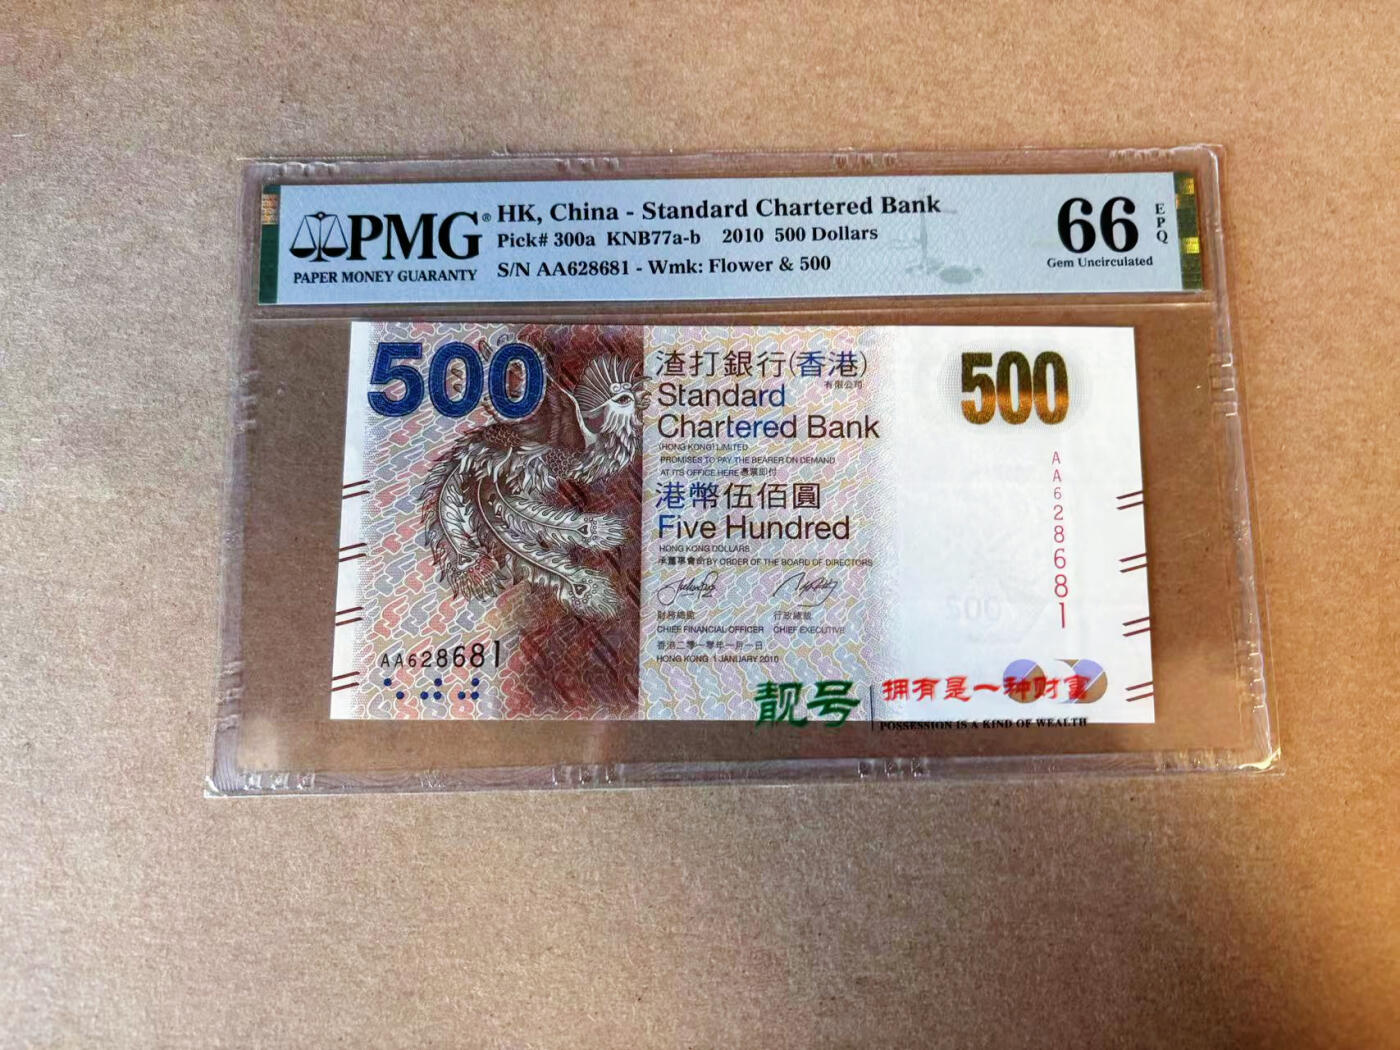 PMG®
PAPER MONEY GUARANTY
HK, China - Standard Chartered Bank
Pick# 300a KNB77a-b 2010 500 Dollars
S/N AA628681 - Wmk: Flower & 500
66
EPQ
Gem Uncirculated
500
渣打銀行(香港)
有限公司
Standard
Chartered Bank
(HONG KONG) LIMITED
PROMISES TO PAY THE BEARER ON DEMAND
AT ITS OFFICE HERE 憑票即付
港幣伍佰圓
Five Hundred
HONG KONG DOLLARS
承董事會命 BY ORDER OF THE BOARD OF DIRECTORS
財務總監 行政總裁
CHIEF FINANCIAL OFFICER CHIEF EXECUTIVE
香港二零一零年一月一日
HONG KONG 1 JANUARY 2010
AA628681
500
AA628681
500
靓号
拥有是一种财富
POSSESSION IS A KIND OF WEALTH